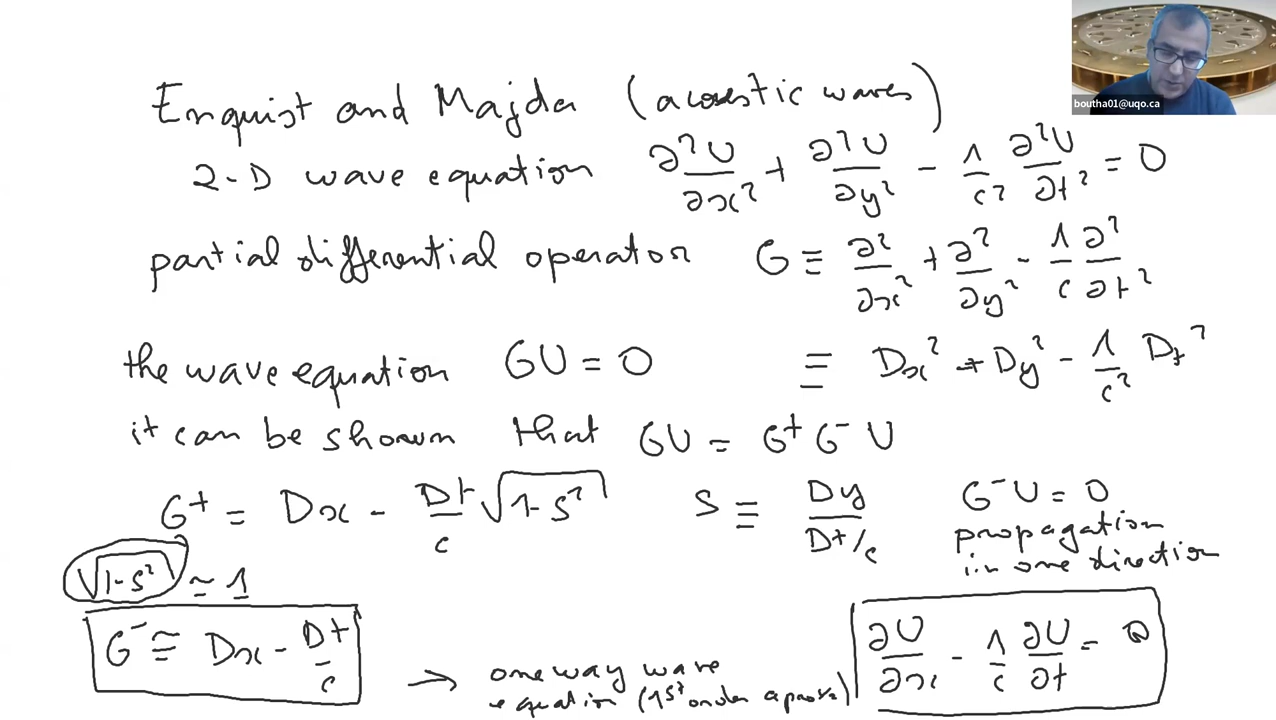 boutha01@uqo.ca
Enquist and Majda (acoustic waves)
2-D wave equation ∂²U/∂x² + ∂²U/∂y² - 1/c² ∂²U/∂t² = 0
partial differential operator G ≡ ∂²/∂x² + ∂²/∂y² - 1/c ∂²/∂t²
the wave equation GU = 0 ≡ Dx² + Dy² - 1/c² Dt²
it can be shown that GU = G⁺ G⁻ U
G⁺ = Dx - Dt/c √(1-S²) S ≡ Dy/(Dt/c) G⁻U = 0
propagation
in one direction
√(1-S²) ≃ 1
G⁻ ≅ Dx - Dt/c
→ one way wave
equation (1st order aprox) ∂U/∂x - 1/c ∂U/∂t = 0